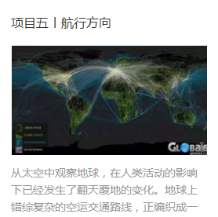 项目五丨航行方向
Globaïa
从太空中观察地球，在人类活动的影响
下已经发生了翻天覆地的变化。地球上
错综复杂的空运交通路线，正编织成一